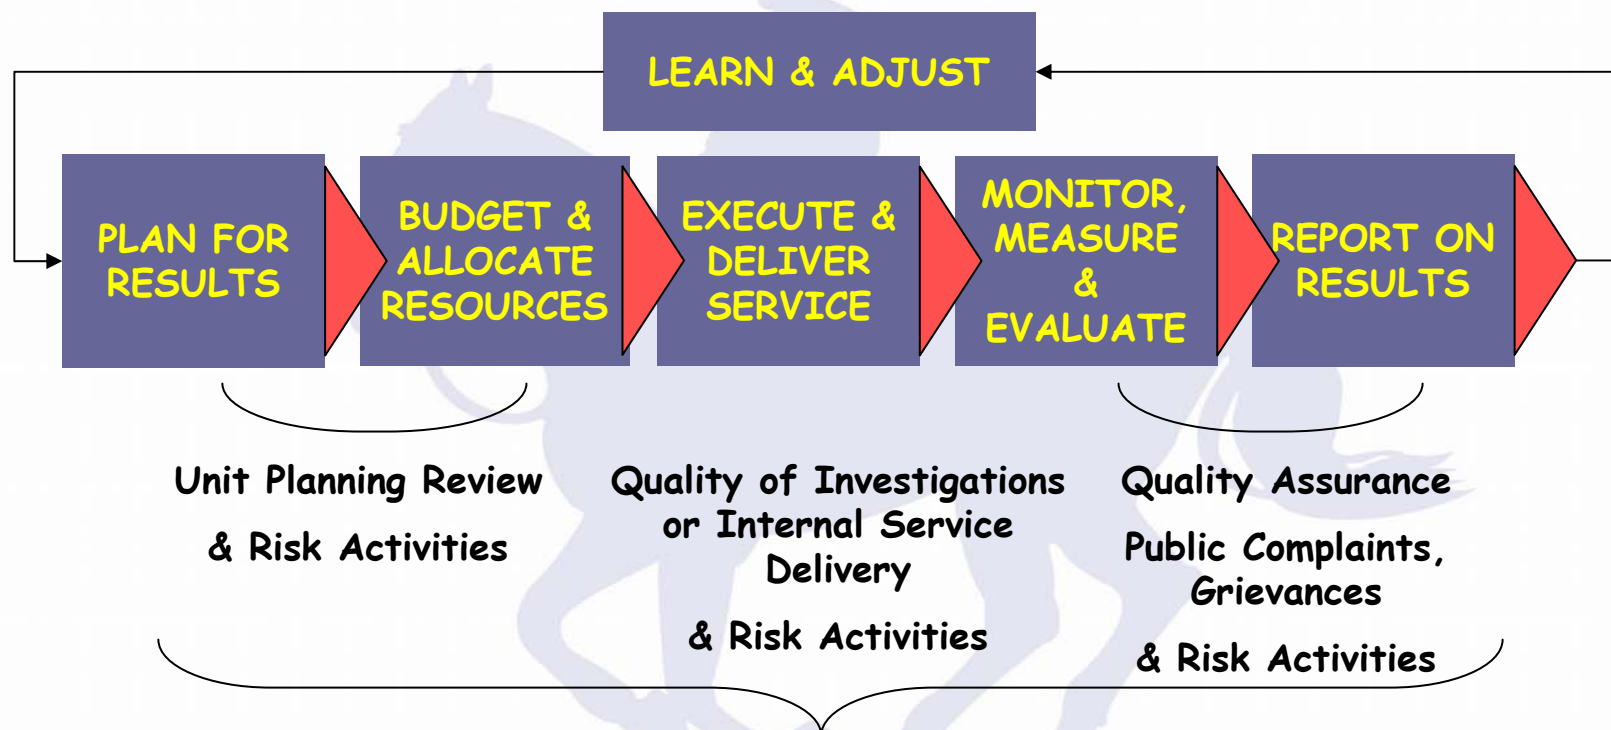 LEARN & ADJUST
PLAN FOR
RESULTS
BUDGET &
ALLOCATE
RESOURCES
EXECUTE &
DELIVER
SERVICE
MONITOR,
MEASURE
&
EVALUATE
REPORT ON
RESULTS
Unit Planning Review
& Risk Activities
Quality of Investigations
or Internal Service
Delivery
& Risk Activities
Quality Assurance
Public Complaints,
Grievances
& Risk Activities